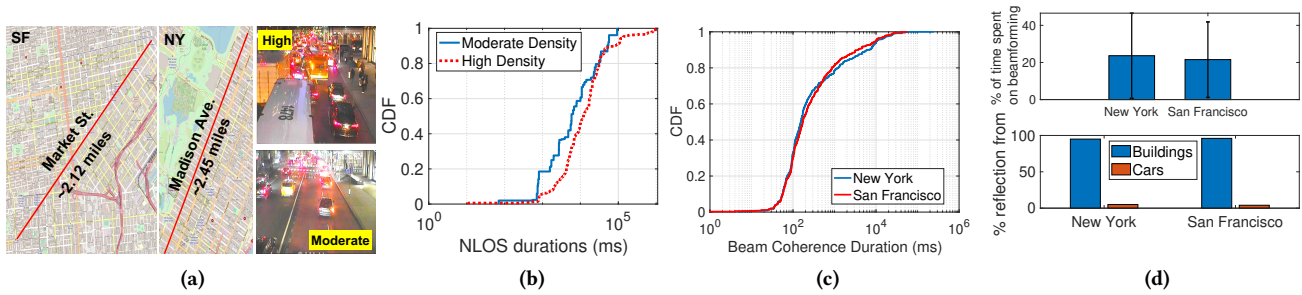 SF
Market St.
~2.12 miles
NY
Madison Ave.
~2.45 miles
High
Moderate
(a)
CDF
1
0.8
0.6
0.4
0.2
0
Moderate Density
High Density
10^0
10^5
NLOS durations (ms)
(b)
CDF
1
0.8
0.6
0.4
0.2
0
New York
San Francisco
10^0
10^2
10^4
10^6
Beam Coherence Duration (ms)
(c)
% of time spent
on beamforming
40
20
0
New York
San Francisco
% reflection from
100
50
0
Buildings
Cars
New York
San Francisco
(d)